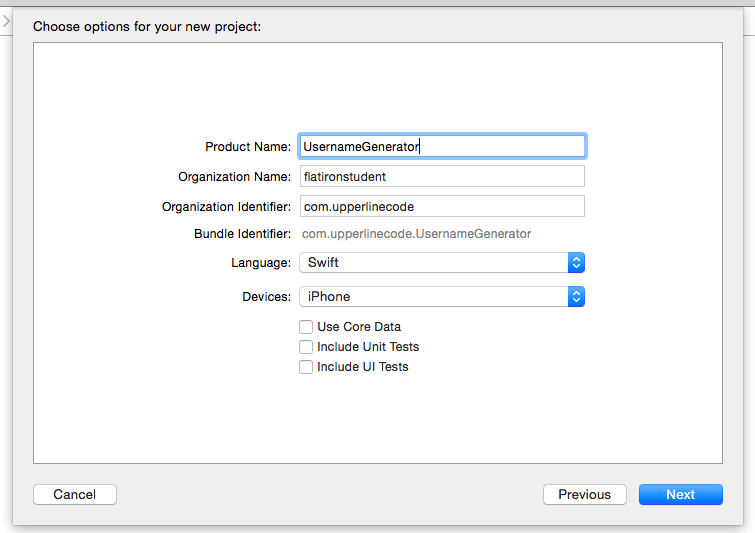 Choose options for your new project:
Product Name: UsernameGenerator
Organization Name: flatironstudent
Organization Identifier: com.upperlinecode
Bundle Identifier: com.upperlinecode.UsernameGenerator
Language: Swift
Devices: iPhone
Use Core Data
Include Unit Tests
Include UI Tests
Cancel Previous Next